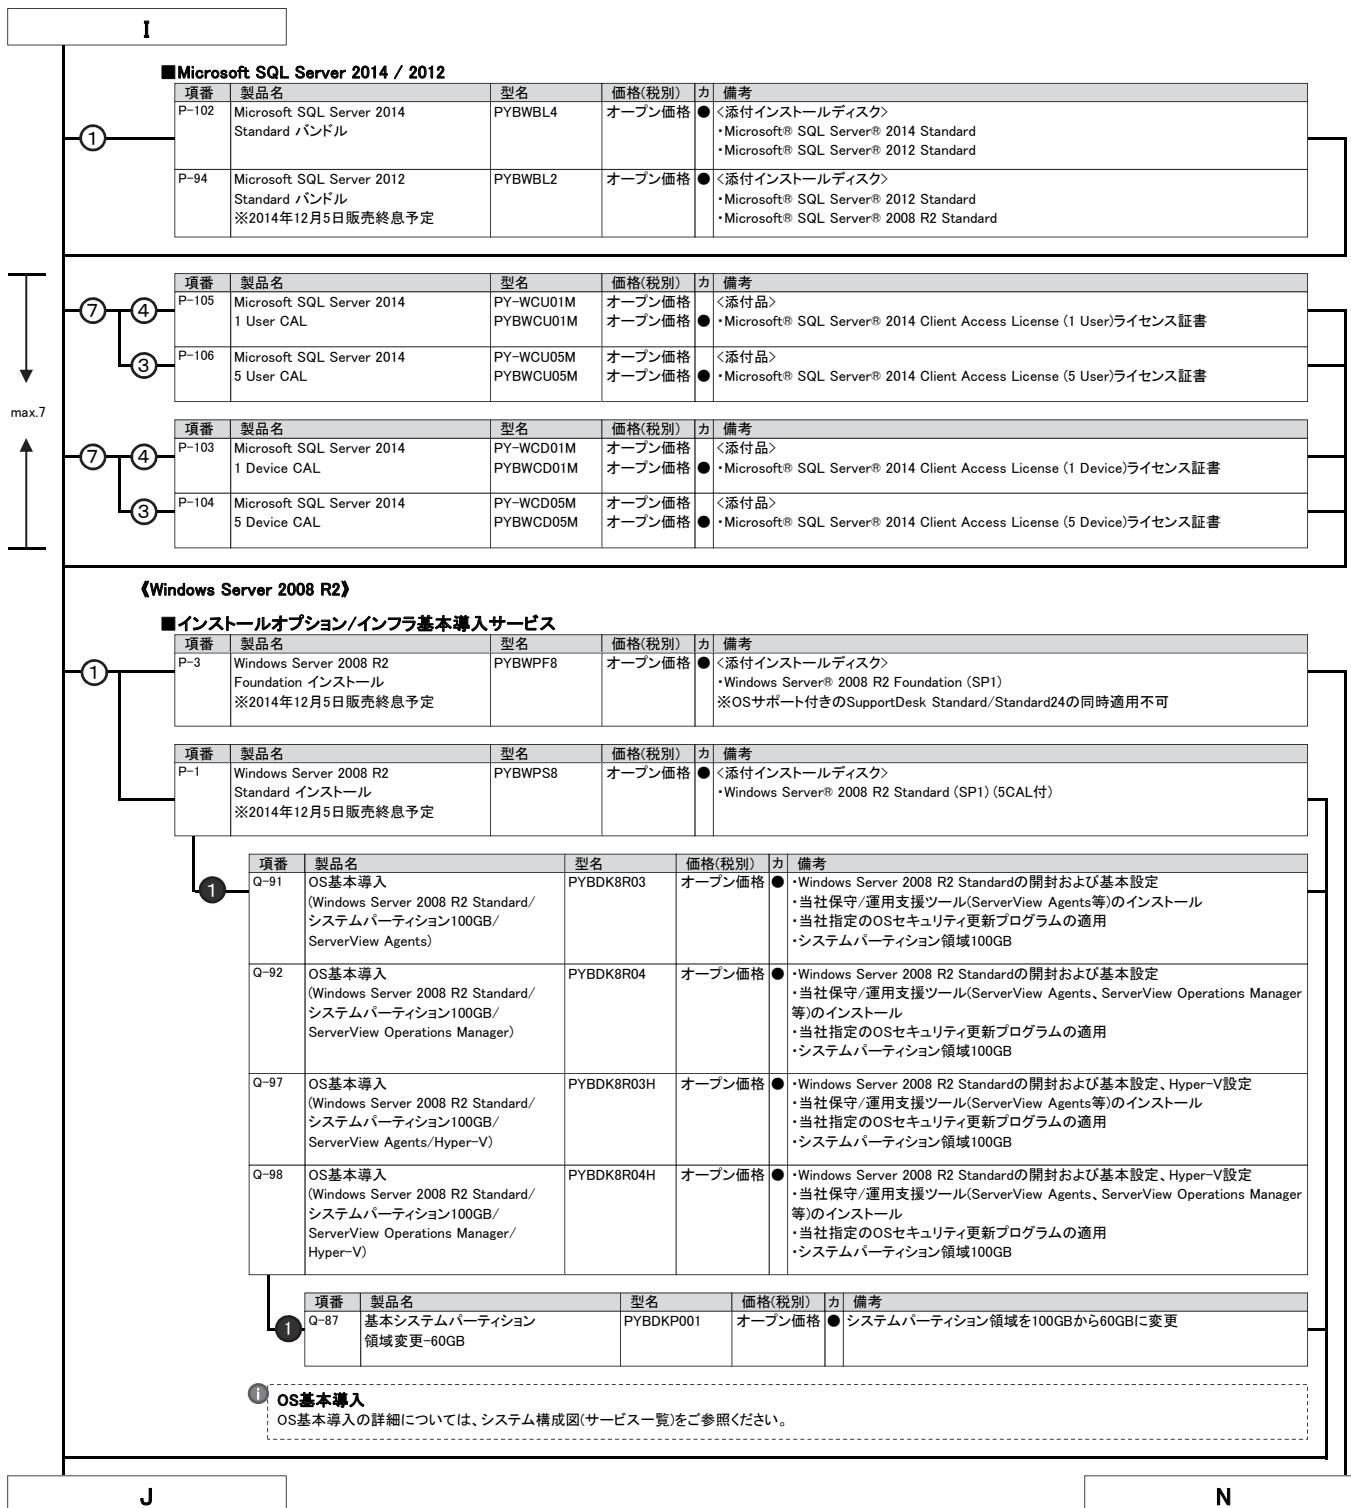 I
■Microsoft SQL Server 2014 / 2012
項番 製品名 型名 価格(税別) カ 備考
① P-102 Microsoft SQL Server 2014 PYBWBL4 オープン価格 ● <添付インストールディスク>
Standard バンドル ・Microsoft® SQL Server® 2014 Standard
・Microsoft® SQL Server® 2012 Standard
P-94 Microsoft SQL Server 2012 PYBWBL2 オープン価格 ● <添付インストールディスク>
Standard バンドル ・Microsoft® SQL Server® 2012 Standard
※2014年12月5日販売終息予定 ・Microsoft® SQL Server® 2008 R2 Standard
項番 製品名 型名 価格(税別) カ 備考
⑦ ④ P-105 Microsoft SQL Server 2014 PY-WCU01M オープン価格 <添付品>
1 User CAL PYBWCU01M オープン価格 ● ・Microsoft® SQL Server® 2014 Client Access License (1 User)ライセンス証書
③ P-106 Microsoft SQL Server 2014 PY-WCU05M オープン価格 <添付品>
5 User CAL PYBWCU05M オープン価格 ● ・Microsoft® SQL Server® 2014 Client Access License (5 User)ライセンス証書
max.7
項番 製品名 型名 価格(税別) カ 備考
⑦ ④ P-103 Microsoft SQL Server 2014 PY-WCD01M オープン価格 <添付品>
1 Device CAL PYBWCD01M オープン価格 ● ・Microsoft® SQL Server® 2014 Client Access License (1 Device)ライセンス証書
③ P-104 Microsoft SQL Server 2014 PY-WCD05M オープン価格 <添付品>
5 Device CAL PYBWCD05M オープン価格 ● ・Microsoft® SQL Server® 2014 Client Access License (5 Device)ライセンス証書
《Windows Server 2008 R2》
■インストールオプション/インフラ基本導入サービス
項番 製品名 型名 価格(税別) カ 備考
① P-3 Windows Server 2008 R2 PYBWPF8 オープン価格 ● <添付インストールディスク>
Foundation インストール ・Windows Server® 2008 R2 Foundation (SP1)
※2014年12月5日販売終息予定 ※OSサポート付きのSupportDesk Standard/Standard24の同時適用不可
項番 製品名 型名 価格(税別) カ 備考
P-1 Windows Server 2008 R2 PYBWPS8 オープン価格 ● <添付インストールディスク>
Standard インストール ・Windows Server® 2008 R2 Standard (SP1) (5CAL付)
※2014年12月5日販売終息予定
項番 製品名 型名 価格(税別) カ 備考
❶ Q-91 OS基本導入 PYBDK8R03 オープン価格 ● ・Windows Server 2008 R2 Standardの開封および基本設定
(Windows Server 2008 R2 Standard/ ・当社保守/運用支援ツール(ServerView Agents等)のインストール
システムパーティション100GB/ ・当社指定のOSセキュリティ更新プログラムの適用
ServerView Agents) ・システムパーティション領域100GB
Q-92 OS基本導入 PYBDK8R04 オープン価格 ● ・Windows Server 2008 R2 Standardの開封および基本設定
(Windows Server 2008 R2 Standard/ ・当社保守/運用支援ツール(ServerView Agents、ServerView Operations Manager
システムパーティション100GB/ 等)のインストール
ServerView Operations Manager) ・当社指定のOSセキュリティ更新プログラムの適用
・システムパーティション領域100GB
Q-97 OS基本導入 PYBDK8R03H オープン価格 ● ・Windows Server 2008 R2 Standardの開封および基本設定、Hyper-V設定
(Windows Server 2008 R2 Standard/ ・当社保守/運用支援ツール(ServerView Agents等)のインストール
システムパーティション100GB/ ・当社指定のOSセキュリティ更新プログラムの適用
ServerView Agents/Hyper-V) ・システムパーティション領域100GB
Q-98 OS基本導入 PYBDK8R04H オープン価格 ● ・Windows Server 2008 R2 Standardの開封および基本設定、Hyper-V設定
(Windows Server 2008 R2 Standard/ ・当社保守/運用支援ツール(ServerView Agents、ServerView Operations Manager
システムパーティション100GB/ 等)のインストール
ServerView Operations Manager/ ・当社指定のOSセキュリティ更新プログラムの適用
Hyper-V) ・システムパーティション領域100GB
項番 製品名 型名 価格(税別) カ 備考
❶ Q-87 基本システムパーティション PYBDKP001 オープン価格 ● システムパーティション領域を100GBから60GBに変更
領域変更-60GB
i OS基本導入
OS基本導入の詳細については、システム構成図(サービス一覧)をご参照ください。
J N